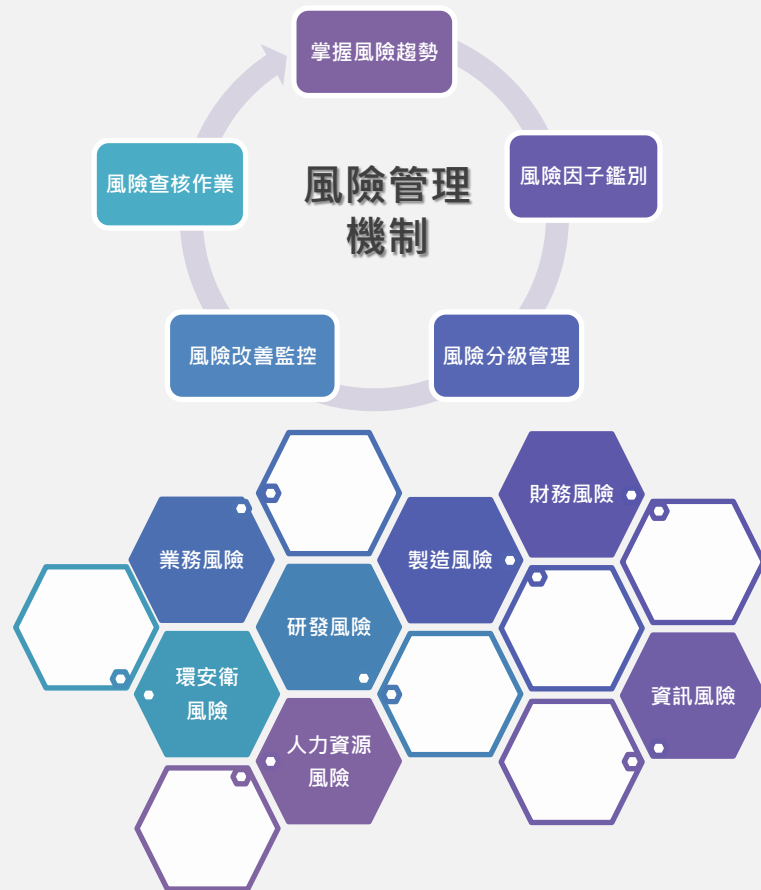 掌握風險趨勢
風險因子鑑別
風險分級管理
風險改善監控
風險查核作業
風險管理
機制
財務風險
業務風險
製造風險
研發風險
環安衛
風險
資訊風險
人力資源
風險